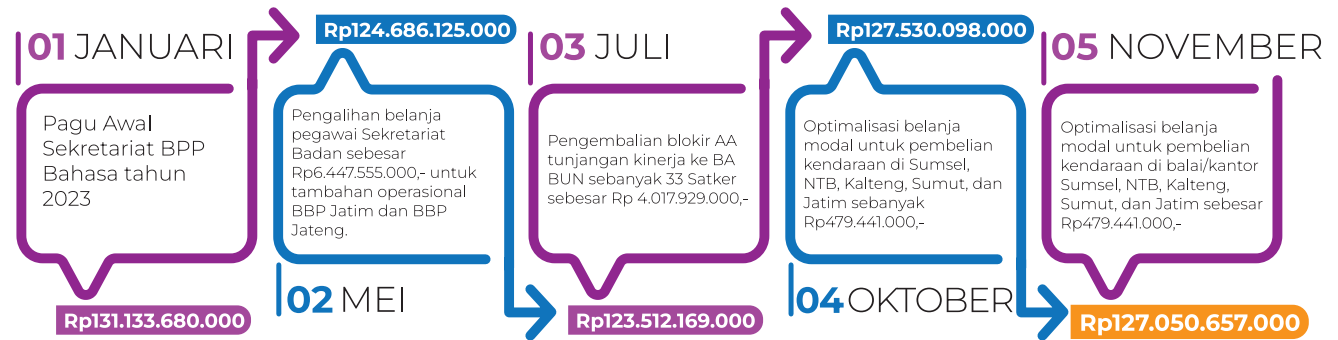 01 JANUARI
Pagu Awal
Sekretariat BPP
Bahasa tahun
2023
Rp131.133.680.000
Rp124.686.125.000
Pengalihan belanja
pegawai Sekretariat
Badan sebesar
Rp6.447.555.000,- untuk
tambahan operasional
BBP Jatim dan BBP
Jateng.
02 MEI
03 JULI
Pengembalian blokir AA
tunjangan kinerja ke BA
BUN sebanyak 33 Satker
sebesar Rp 4.017.929.000,-
Rp123.512.169.000
Rp127.530.098.000
Optimalisasi belanja
modal untuk pembelian
kendaraan di Sumsel,
NTB, Kalteng, Sumut, dan
Jatim sebanyak
Rp479.441.000,-
04 OKTOBER
05 NOVEMBER
Optimalisasi belanja
modal untuk pembelian
kendaraan di balai/kantor
Sumsel, NTB, Kalteng,
Sumut, dan Jatim sebesar
Rp479.441.000,-
Rp127.050.657.000